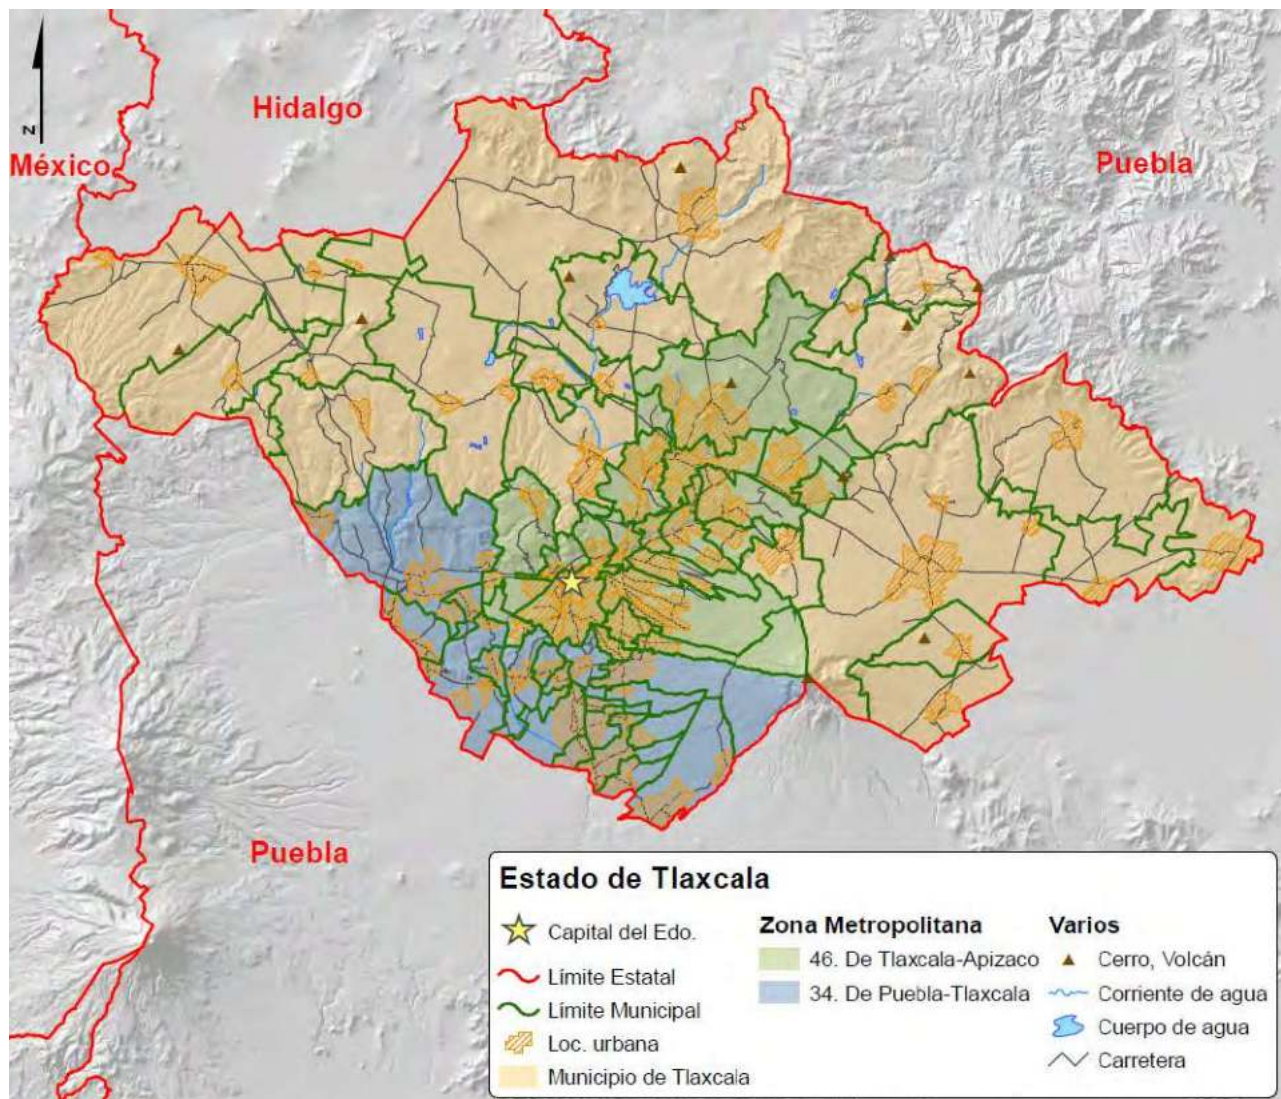 N
Hidalgo
México
Puebla
Puebla
Estado de Tlaxcala
Capital del Edo.
Límite Estatal
Límite Municipal
Loc. urbana
Municipio de Tlaxcala
Zona Metropolitana
46. De Tlaxcala-Apizaco
34. De Puebla-Tlaxcala
Varios
Cerro, Volcán
Corriente de agua
Cuerpo de agua
Carretera